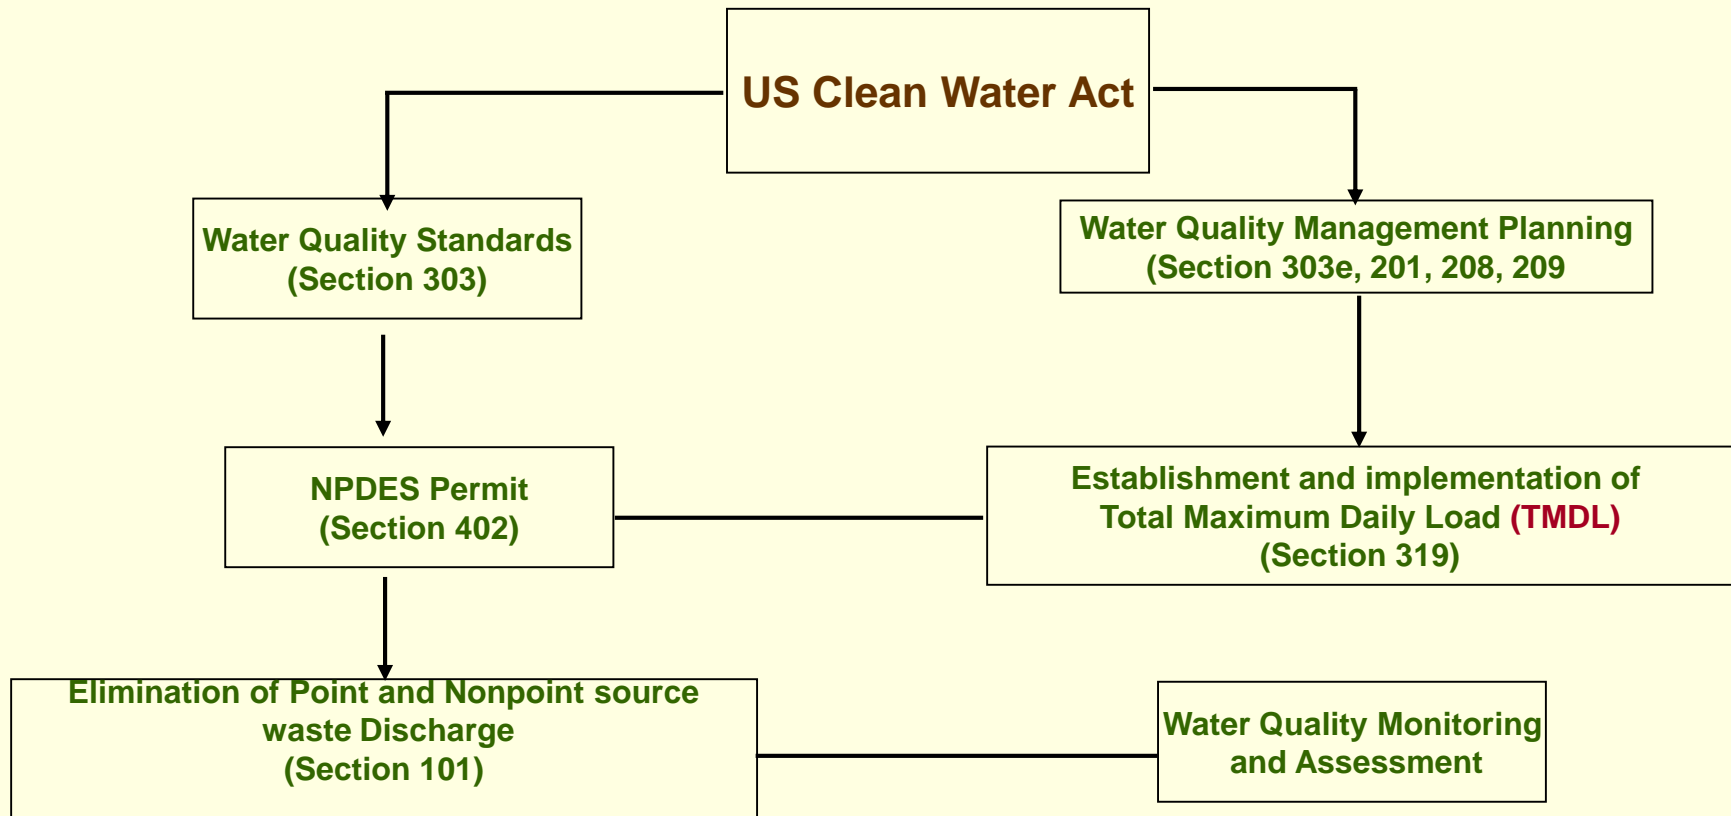 US Clean Water Act
Water Quality Standards
(Section 303)
Water Quality Management Planning
(Section 303e, 201, 208, 209
NPDES Permit
(Section 402)
Establishment and implementation of
Total Maximum Daily Load (TMDL)
(Section 319)
Elimination of Point and Nonpoint source
waste Discharge
(Section 101)
Water Quality Monitoring
and Assessment